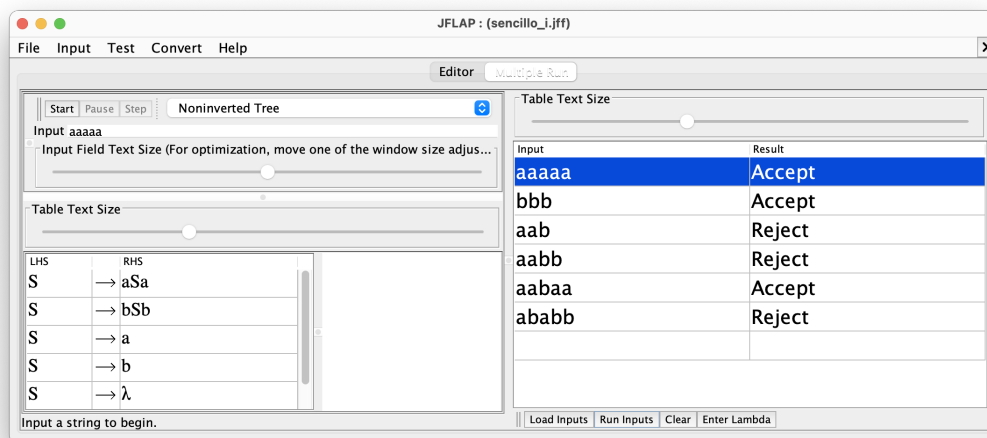 JFLAP : (sencillo_i.jff)
File Input Test Convert Help
Editor Multiple Run
Start Pause Step Noninverted Tree
Input aaaaa
Input Field Text Size (For optimization, move one of the window size adjus...
Table Text Size
LHS RHS
S → aSa
S → bSb
S → a
S → b
S → λ
Input a string to begin.
Table Text Size
Input Result
aaaaa Accept
bbb Accept
aab Reject
aabb Reject
aabaa Accept
ababb Reject
Load Inputs Run Inputs Clear Enter Lambda